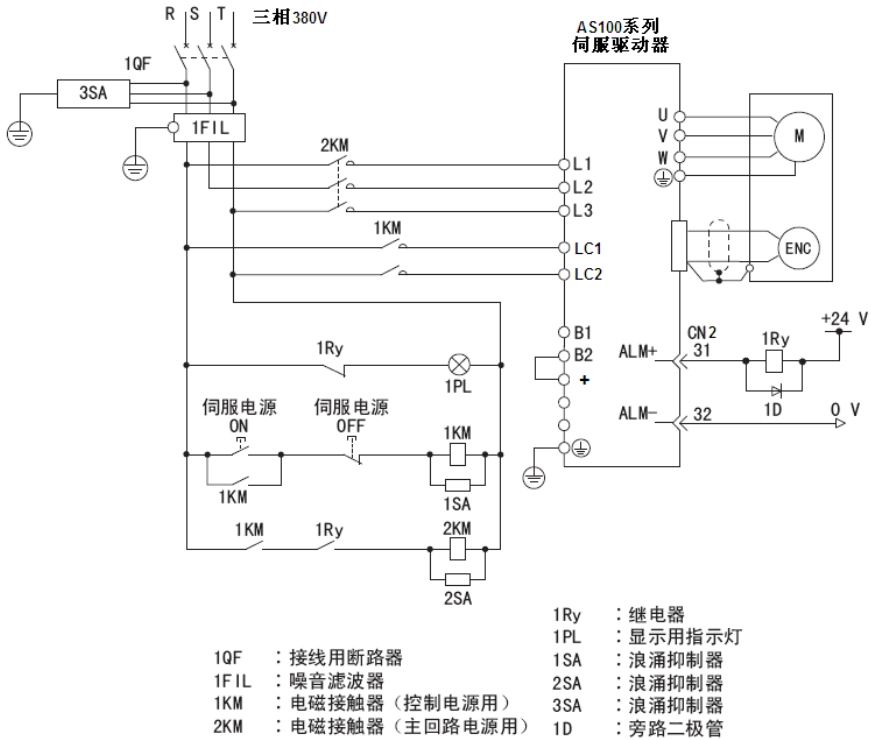 R S T 三相380V
AS100系列
伺服驱动器
1QF
3SA
1FIL
2KM
L1
L2
L3
1KM
LC1
LC2
U
V
W
M
ENC
B1
B2
+
ALM+
CN2
31
1Ry
+24 V
1D
ALM-
32
0 V
1Ry
1PL
伺服电源
ON
伺服电源
OFF
1KM
1KM
1SA
1KM
1Ry
2KM
2SA
1QF ：接线用断路器
1FIL ：噪音滤波器
1KM ：电磁接触器（控制电源用）
2KM ：电磁接触器（主回路电源用）
1Ry ：继电器
1PL ：显示用指示灯
1SA ：浪涌抑制器
2SA ：浪涌抑制器
3SA ：浪涌抑制器
1D ：旁路二极管